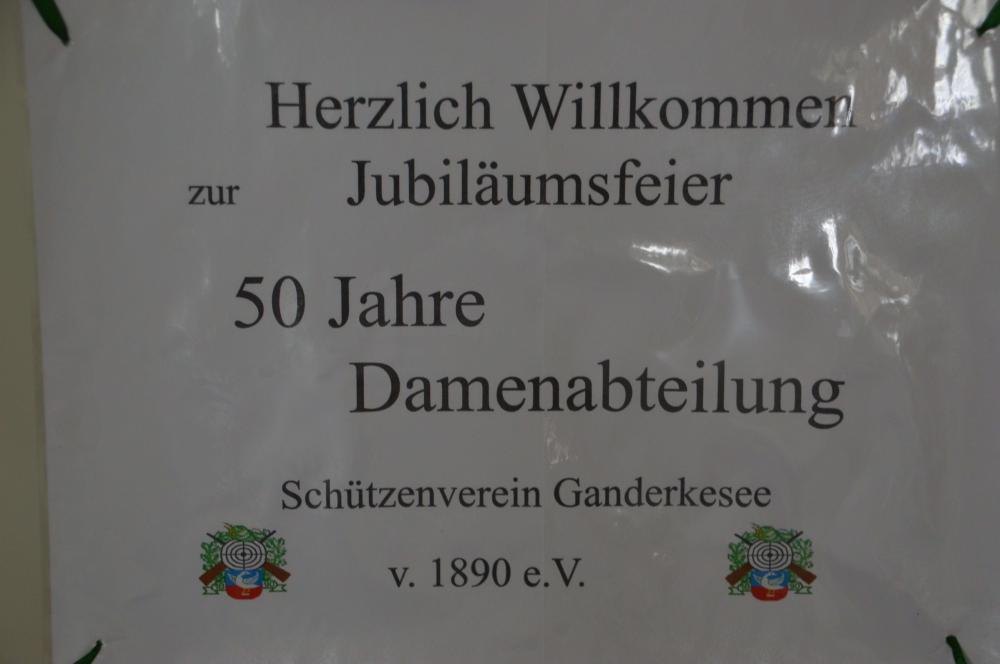 Herzlich Willkommen
zur Jubiläumsfeier
50 Jahre
Damenabteilung
Schützenverein Ganderkesee
v. 1890 e.V.